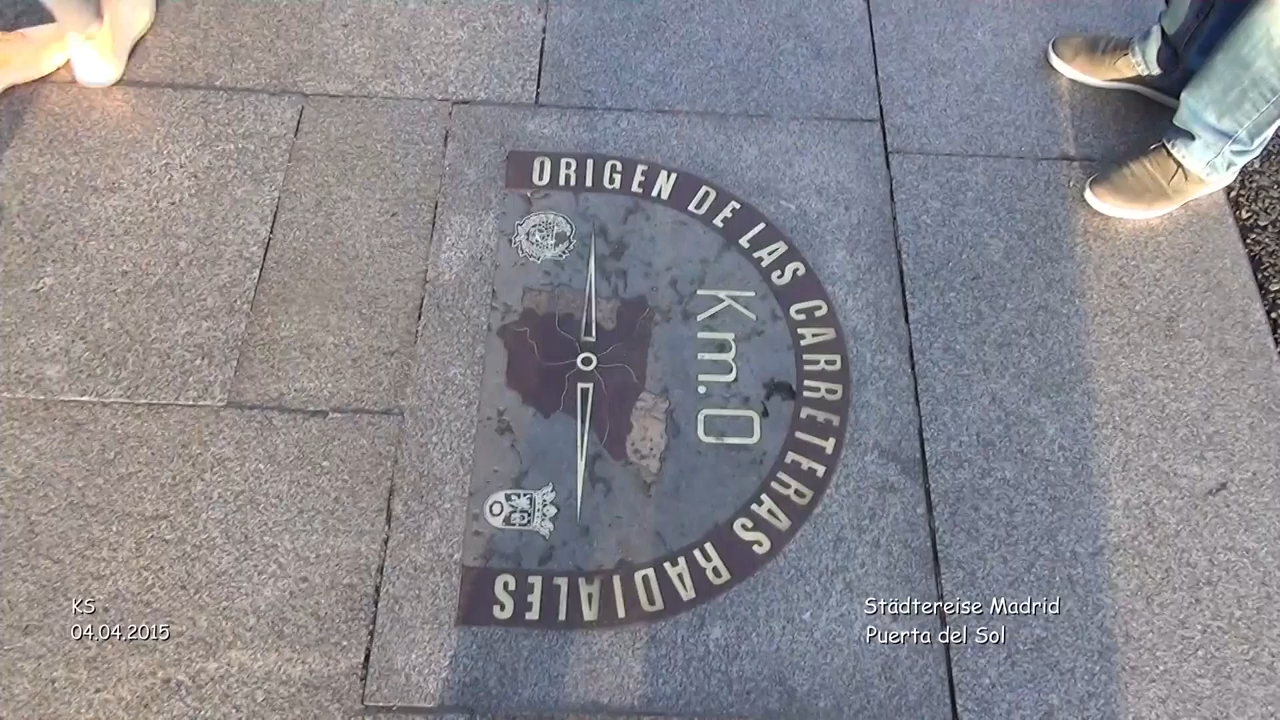 ORIGEN DE LAS CARRETERAS RADIALES
Km.0
KS
04.04.2015
Städtereise Madrid
Puerta del Sol